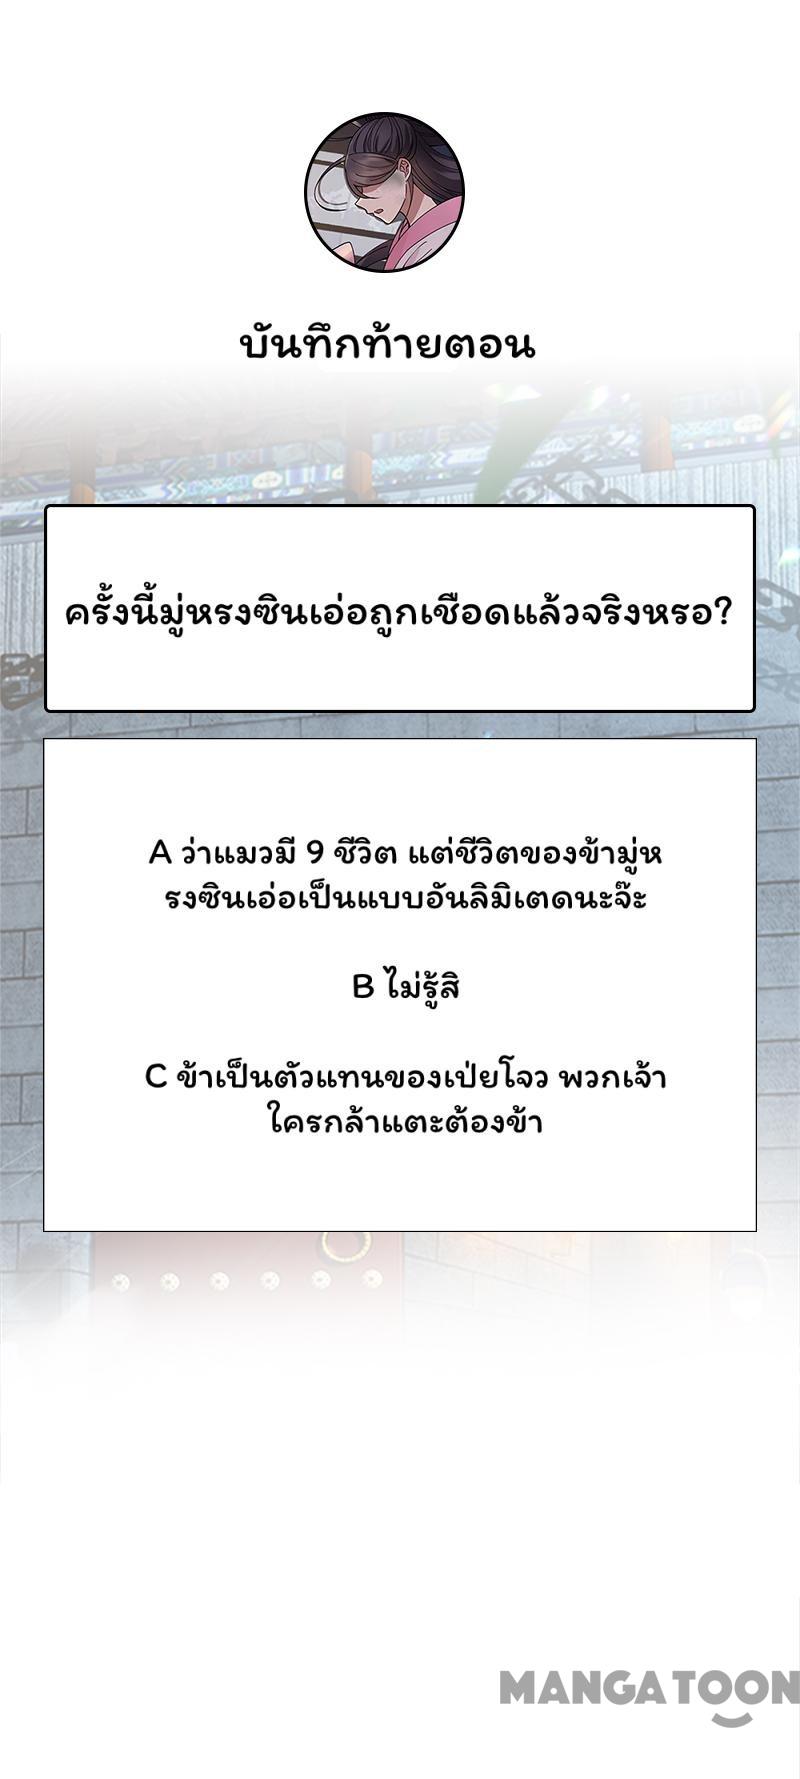 บันทึกท้ายตอน
ครั้งนี้มู่หรงซินเอ่อถูกเชือดแล้วจริงหรอ?
A ว่าแมวมี 9 ชีวิต แต่ชีวิตของข้ามู่ห
รงซินเอ่อเป็นแบบอันลิมิเตดนะจ๊ะ
B ไม่รู้สิ
C ข้าเป็นตัวแทนของเป่ยโจว พวกเจ้า
ใครกล้าแตะต้องข้า
MANGATOON